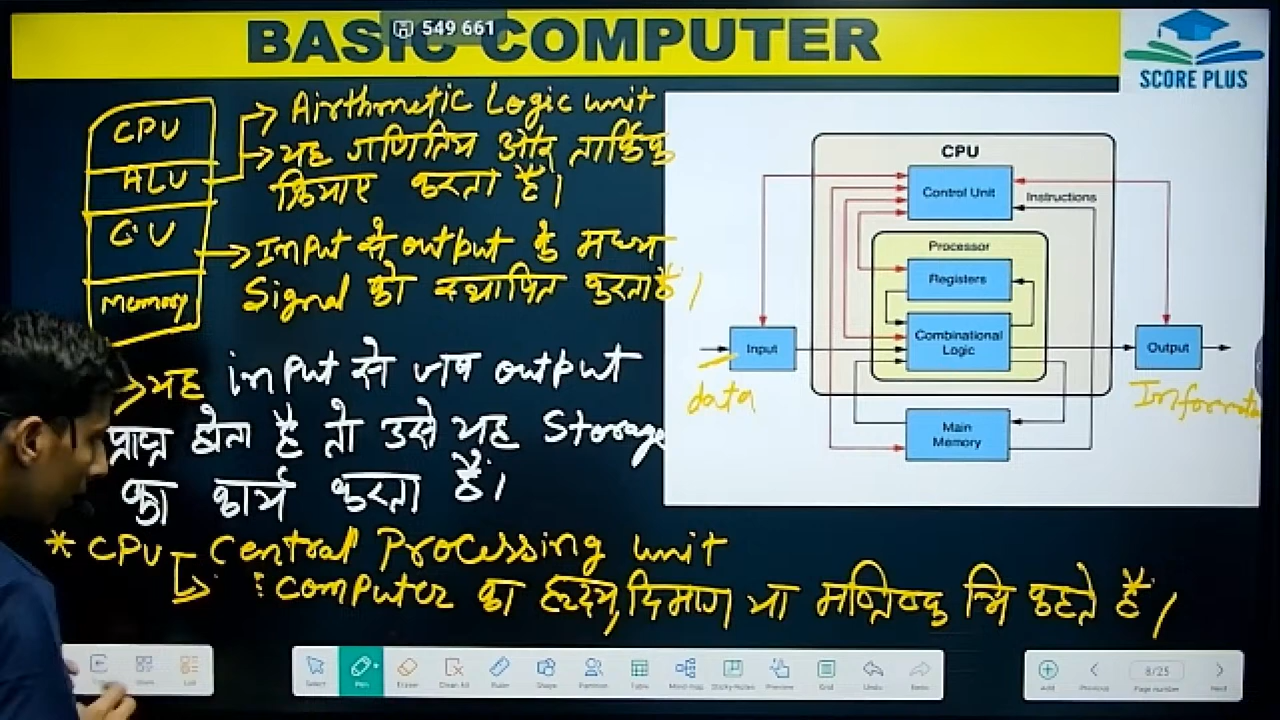 BASIC COMPUTER
549 661
SCORE PLUS
CPU
ALU
CU
Memory
Airthmetic Logic unit
यह गणितिय और तार्किक
क्रियाए करता है।
Input से output के मध्य
Signal को स्थापित करता है।
यह input से जब output
प्राप्त होता है तो उसे यह Storage
का कार्य करता है।
* CPU Central Processing unit
Computer का हृदय, दिमाग या मस्तिष्क भि कहते है।
CPU
Control Unit
Instructions
Processor
Registers
Combinational
Logic
Input
Output
data
Informatio
Main
Memory
Select
Pen
Eraser
Clean All
Ruler
Shape
Partition
Table
Mind-map
Sticky-Notes
Preview
Grid
Undo
Redo
Add
Previous
8/25
Page number
Next